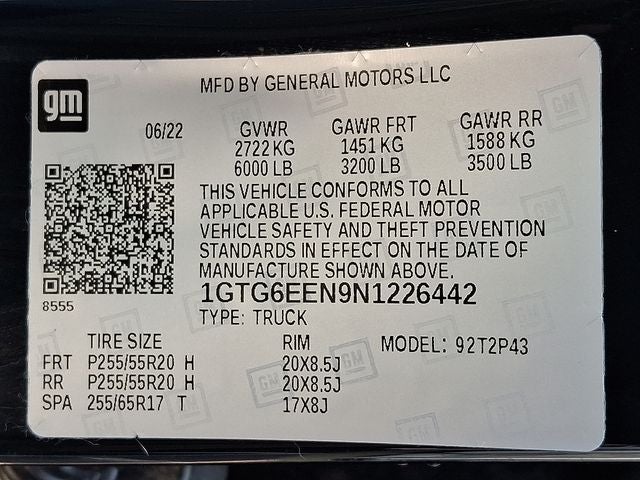 MFD BY GENERAL MOTORS LLC
gm
06/22 GVWR GAWR FRT GAWR RR
2722 KG 1451 KG 1588 KG
6000 LB 3200 LB 3500 LB
THIS VEHICLE CONFORMS TO ALL
APPLICABLE U.S. FEDERAL MOTOR
VEHICLE SAFETY AND THEFT PREVENTION
STANDARDS IN EFFECT ON THE DATE OF
MANUFACTURE SHOWN ABOVE.
1GTG6EEN9N1226442
8555
TYPE: TRUCK
TIRE SIZE RIM MODEL: 92T2P43
FRT P255/55R20 H 20X8.5J
RR P255/55R20 H 20X8.5J
SPA 255/65R17 T 17X8J